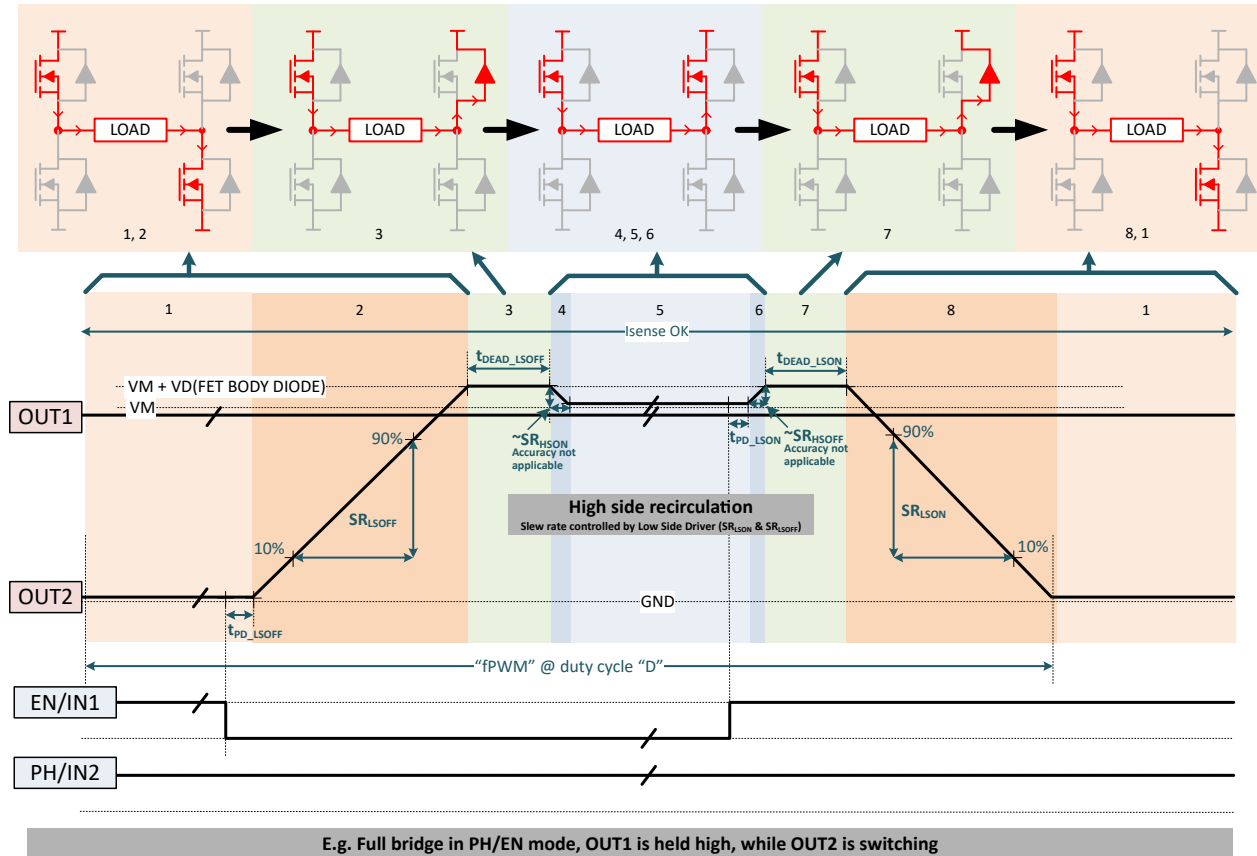 LOAD LOAD LOAD LOAD LOAD
1, 2 3 4, 5, 6 7 8, 1
1 2 3 4 5 6 7 8 1
Isense OK
tDEAD_LSOFF tDEAD_LSON
VM + VD(FET BODY DIODE)
VM
OUT1
90% ~SRHSON tPD_LSON ~SRHSOFF 90%
Accuracy not applicable Accuracy not applicable
High side recirculation
Slew rate controlled by Low Side Driver (SRLSON & SRLSOFF)
SRLSOFF SRLSON
10% 10%
OUT2 GND
tPD_LSOFF
“fPWM” @ duty cycle “D”
EN/IN1
PH/IN2
E.g. Full bridge in PH/EN mode, OUT1 is held high, while OUT2 is switching